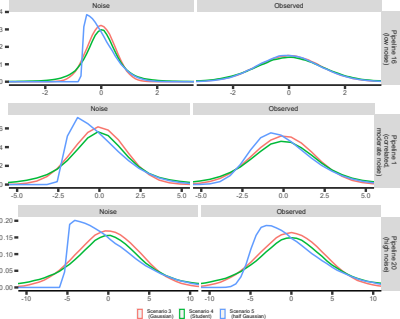 Noise
Observed
-2
0
2
-2
0
2
Pipeline 16
(low noise)
Noise
Observed
-5.0
-2.5
0.0
2.5
5.0
-5.0
-2.5
0.0
2.5
5.0
Pipeline 1
(correlated,
moderate noise)
Noise
Observed
0.20
0.15
0.10
0.05
0.00
-10
-5
0
5
10
-10
-5
0
5
10
Pipeline 20
(high noise)
Scenario 3
(Gaussian)
Scenario 4
(Student)
Scenario 5
(half Gaussian)